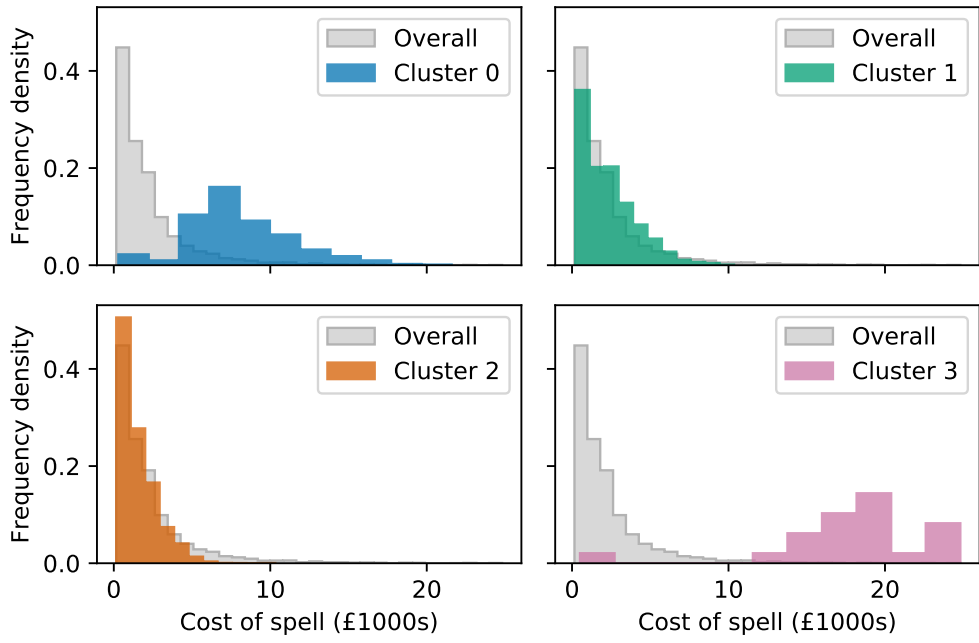 Frequency density
0.4
0.2
0.0
Overall
Cluster 0
Overall
Cluster 1
Frequency density
0.4
0.2
0.0
Overall
Cluster 2
Overall
Cluster 3
0
10
20
0
10
20
Cost of spell (£1000s)
Cost of spell (£1000s)